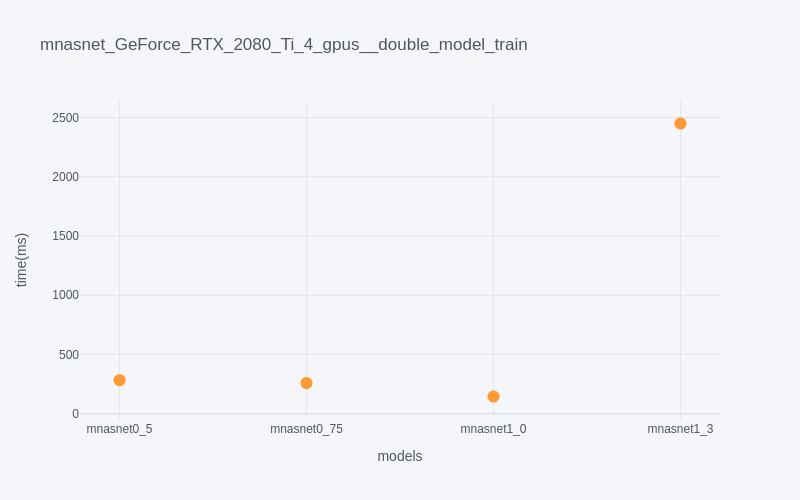 mnasnet_GeForce_RTX_2080_Ti_4_gpus__double_model_train
time(ms)
2500
2000
1500
1000
500
0
mnasnet0_5 mnasnet0_75 mnasnet1_0 mnasnet1_3
models